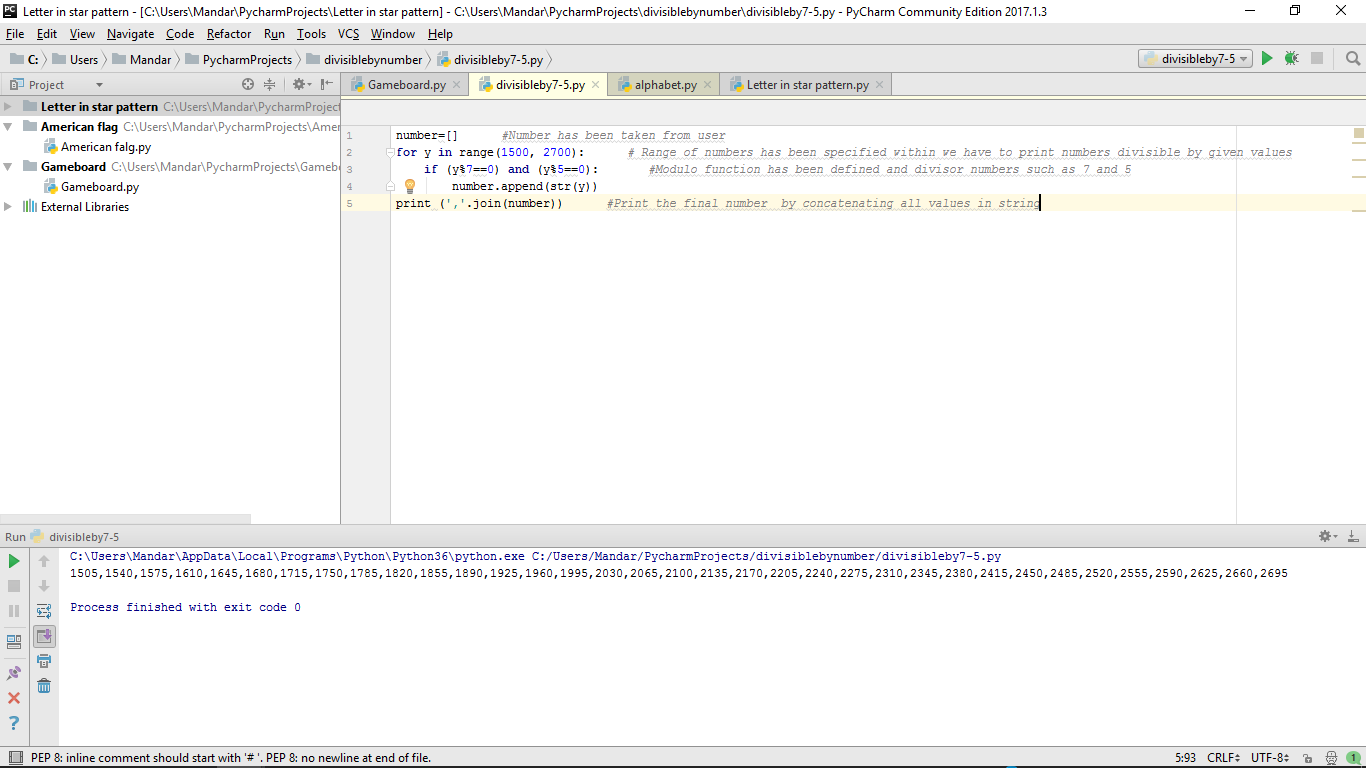 Letter in star pattern - [C:\Users\Mandar\PycharmProjects\Letter in star pattern] - C:\Users\Mandar\PycharmProjects\divisiblebynumber\divisibleby7-5.py - PyCharm Community Edition 2017.1.3
File Edit View Navigate Code Refactor Run Tools VCS Window Help
C: Users Mandar PycharmProjects divisiblebynumber divisibleby7-5.py divisibleby7-5
Project Gameboard.py divisibleby7-5.py alphabet.py Letter in star pattern.py
Letter in star pattern C:\Users\Mandar\PycharmProject
American flag C:\Users\Mandar\PycharmProjects\Amer
American falg.py
Gameboard C:\Users\Mandar\PycharmProjects\Gameb
Gameboard.py
External Libraries
1 number=[] #Number has been taken from user
2 for y in range(1500, 2700): # Range of numbers has been specified within we have to print numbers divisible by given values
3 if (y%7==0) and (y%5==0): #Modulo function has been defined and divisor numbers such as 7 and 5
4 number.append(str(y))
5 print (','.join(number)) #Print the final number  by concatenating all values in string
Run divisibleby7-5
C:\Users\Mandar\AppData\Local\Programs\Python\Python36\python.exe C:/Users/Mandar/PycharmProjects/divisiblebynumber/divisibleby7-5.py
1505,1540,1575,1610,1645,1680,1715,1750,1785,1820,1855,1890,1925,1960,1995,2030,2065,2100,2135,2170,2205,2240,2275,2310,2345,2380,2415,2450,2485,2520,2555,2590,2625,2660,2695
Process finished with exit code 0
PEP 8: inline comment should start with '# '. PEP 8: no newline at end of file. 5:93 CRLF UTF-8 1